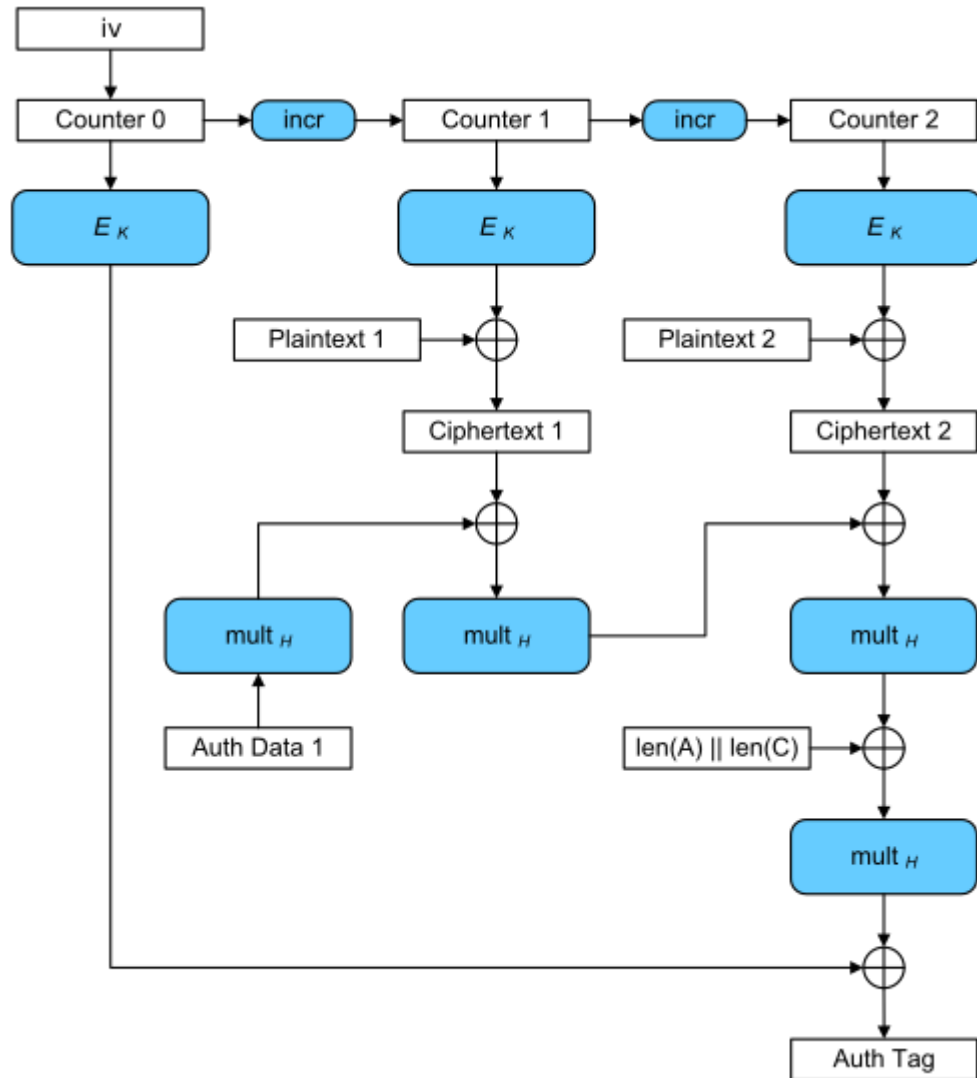 iv
Counter 0
incr
Counter 1
incr
Counter 2
E K
E K
E K
Plaintext 1
Plaintext 2
Ciphertext 1
Ciphertext 2
mult H
mult H
mult H
Auth Data 1
len(A) || len(C)
mult H
Auth Tag